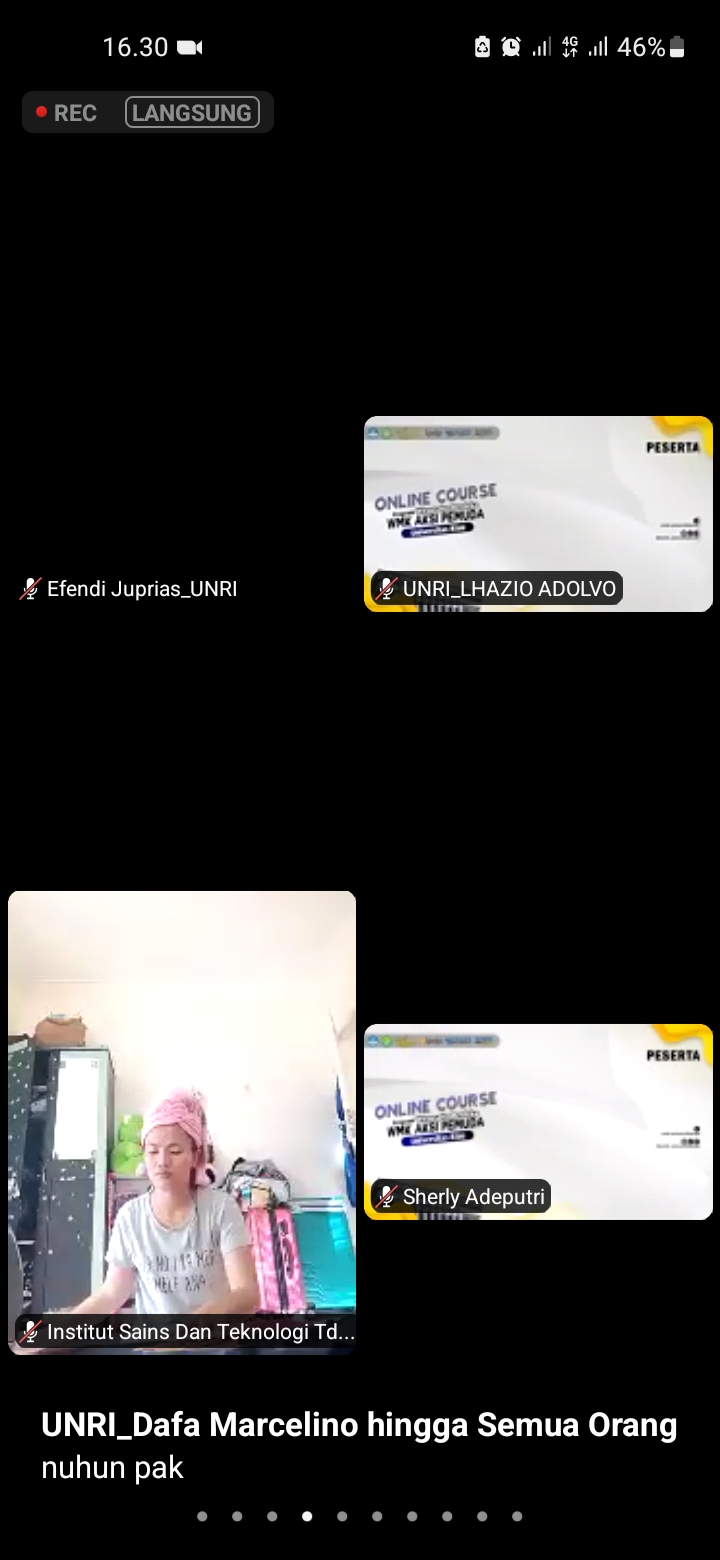 16.30
4G
46%
REC LANGSUNG
PESERTA
ONLINE COURSE
WMK AKSI PEMUDA
Efendi Juprias_UNRI
UNRI_LHAZIO ADOLVO
PESERTA
ONLINE COURSE
WMK AKSI PEMUDA
Sherly Adeputri
Institut Sains Dan Teknologi Td...
UNRI_Dafa Marcelino hingga Semua Orang
nuhun pak